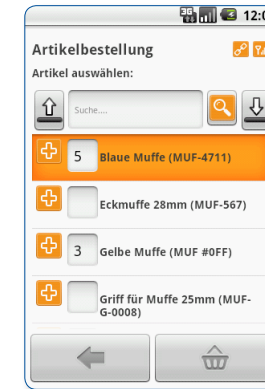 3G 12:0
Artikelbestellung
Artikel auswählen:
Suche....
5 Blaue Muffe (MUF-4711)
Eckmuffe 28mm (MUF-567)
3 Gelbe Muffe (MUF #0FF)
Griff für Muffe 25mm (MUF-
G-0008)